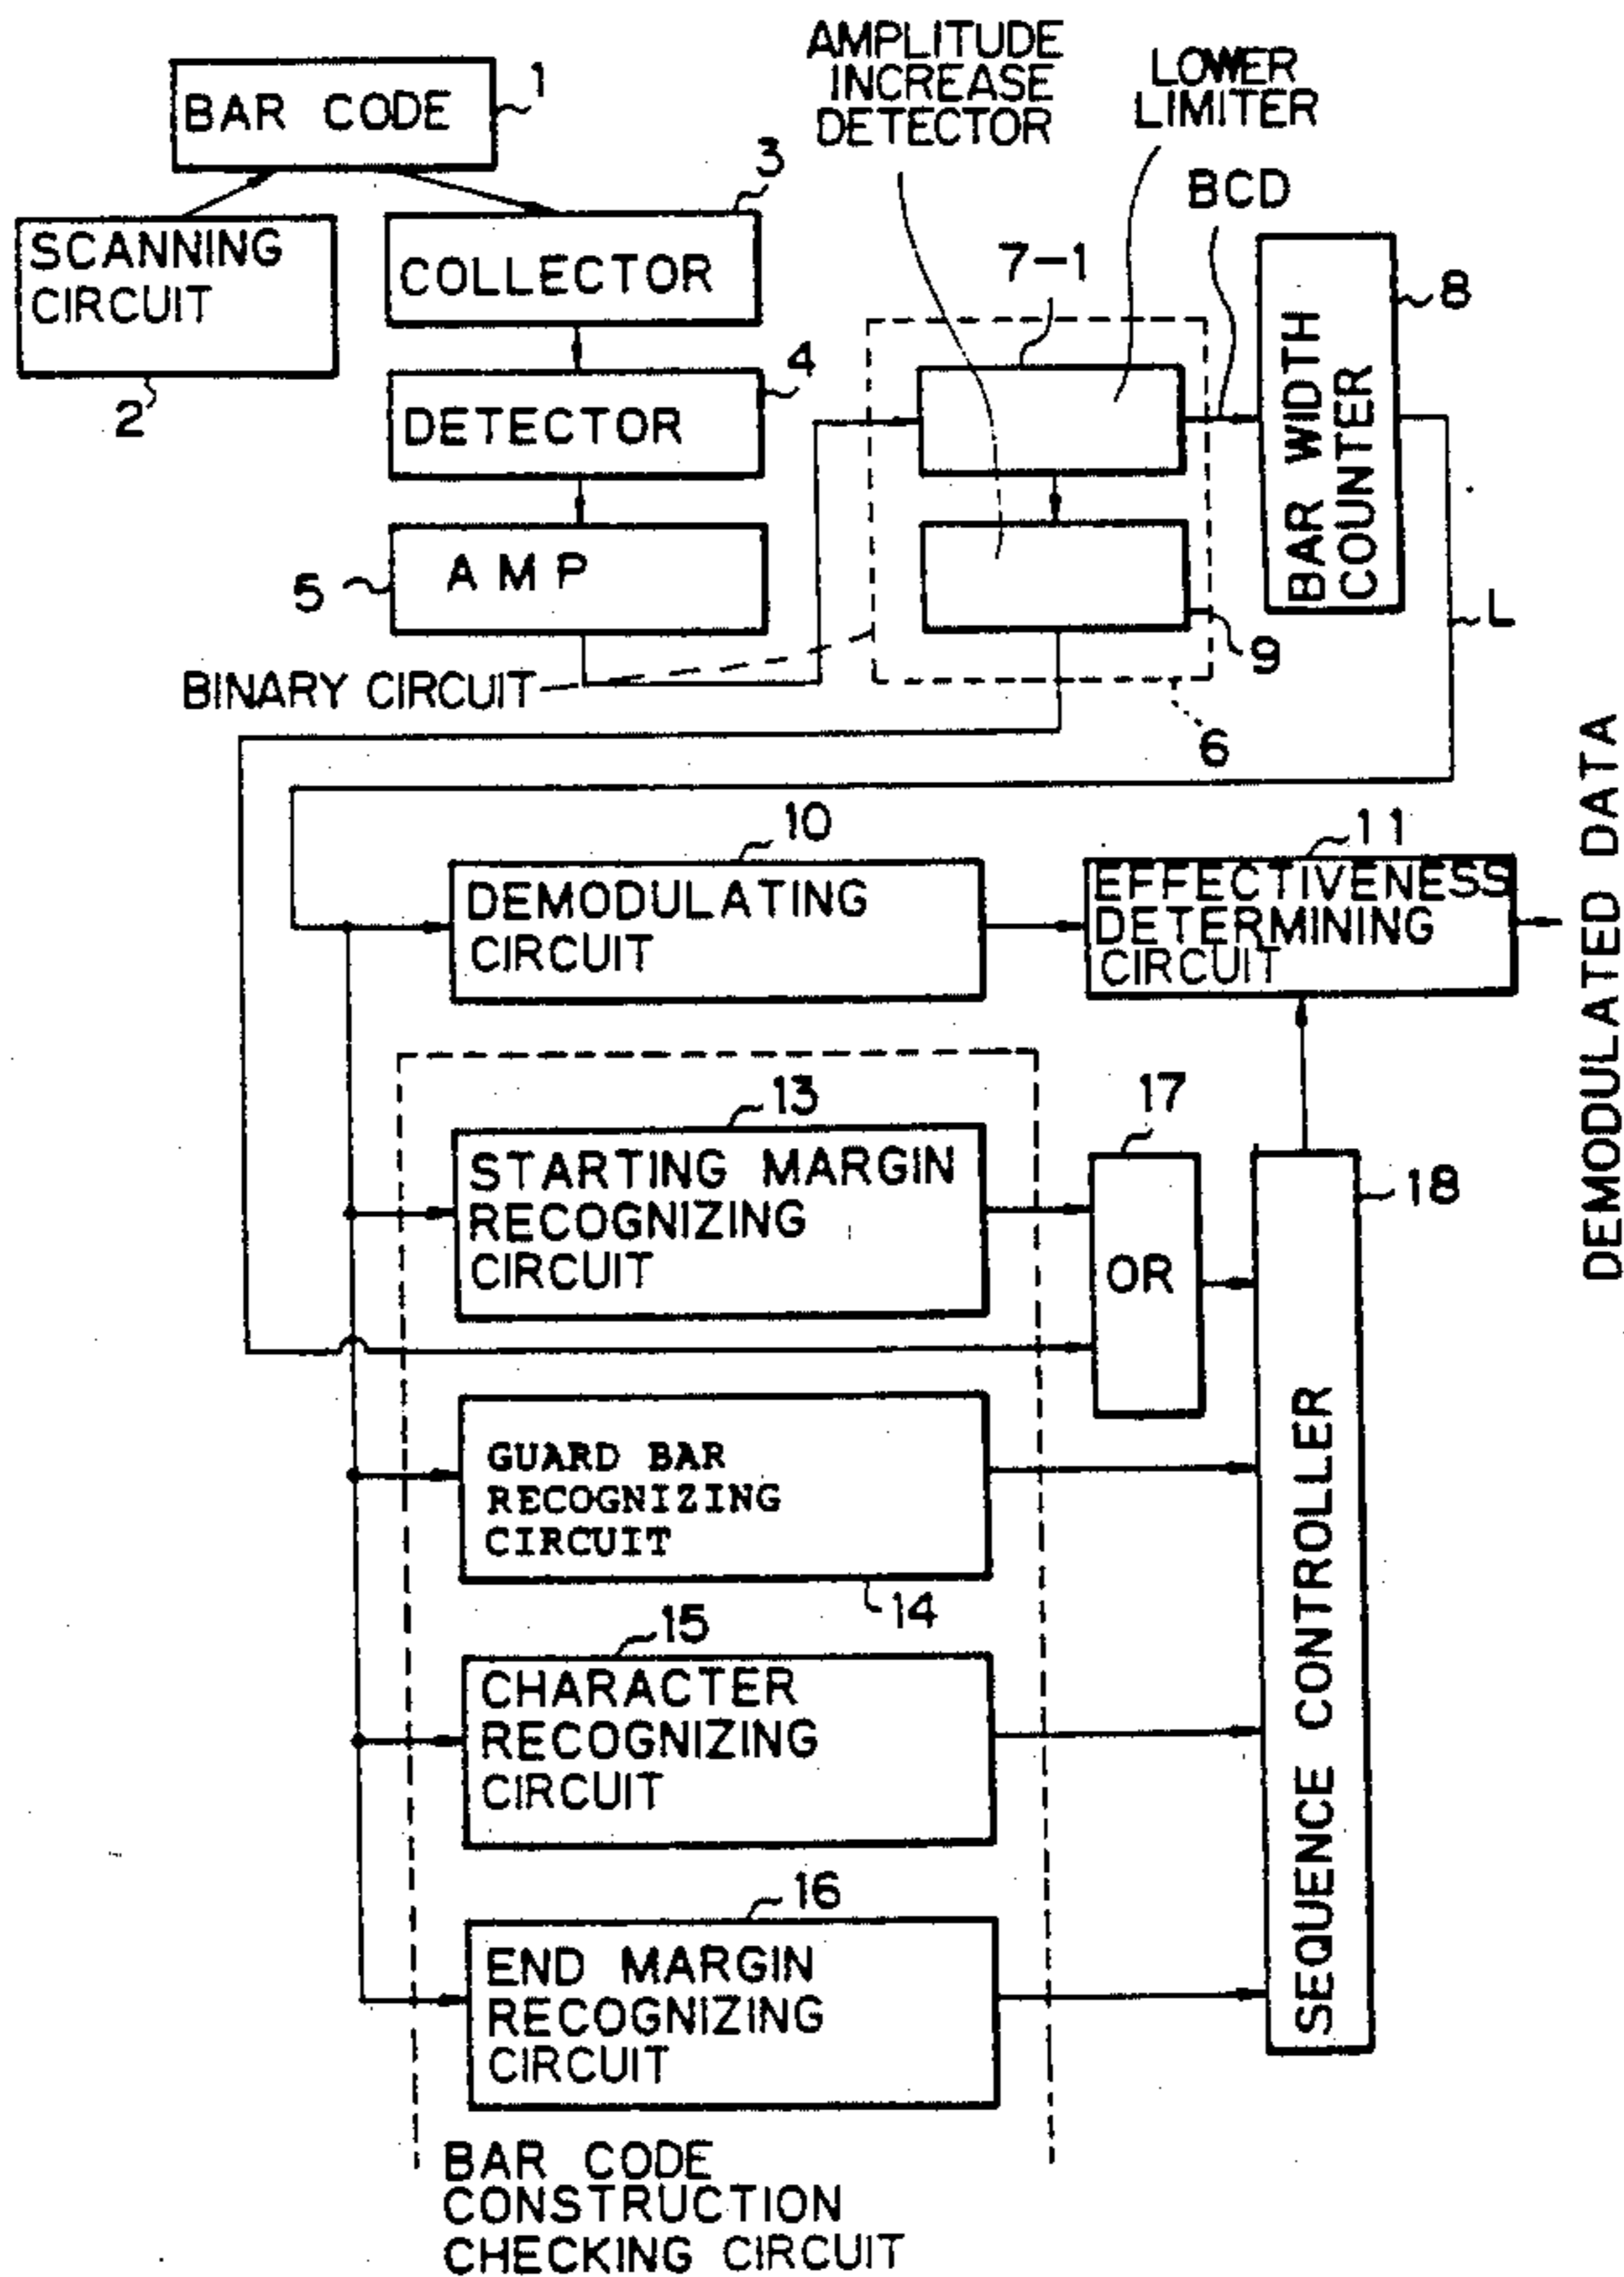 BAR CODE
1
SCANNING
CIRCUIT
2
3
COLLECTOR
4
DETECTOR
5
AMP
BINARY CIRCUIT
AMPLITUDE
INCREASE
DETECTOR
LOWER
LIMITER
BCD
7-1
8
BAR WIDTH
COUNTER
9
6
L
10
DEMODULATING
CIRCUIT
11
EFFECTIVENESS
DETERMINING
CIRCUIT
DEMODULATED DATA
13
STARTING MARGIN
RECOGNIZING
CIRCUIT
17
OR
18
SEQUENCE CONTROLLER
GUARD BAR
RECOGNIZING
CIRCUIT
14
15
CHARACTER
RECOGNIZING
CIRCUIT
16
END MARGIN
RECOGNIZING
CIRCUIT
BAR CODE
CONSTRUCTION
CHECKING CIRCUIT